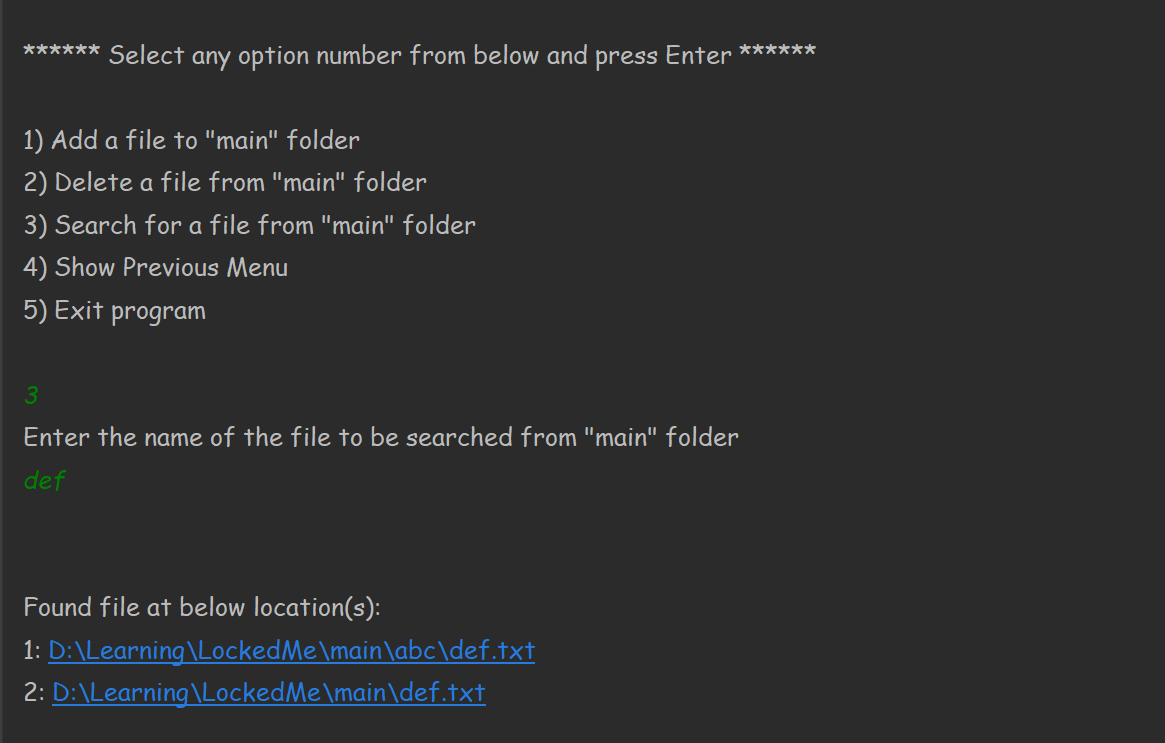 ****** Select any option number from below and press Enter ******
1) Add a file to "main" folder
2) Delete a file from "main" folder
3) Search for a file from "main" folder
4) Show Previous Menu
5) Exit program
3
Enter the name of the file to be searched from "main" folder
def
Found file at below location(s):
1: D:\Learning\LockedMe\main\abc\def.txt
2: D:\Learning\LockedMe\main\def.txt